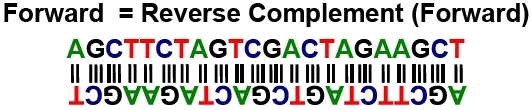 Forward = Reverse Complement (Forward)
AGCTTCTAGTCGACTAGAAGCT
AGCTTCTAGTCGACTAGAAGCT